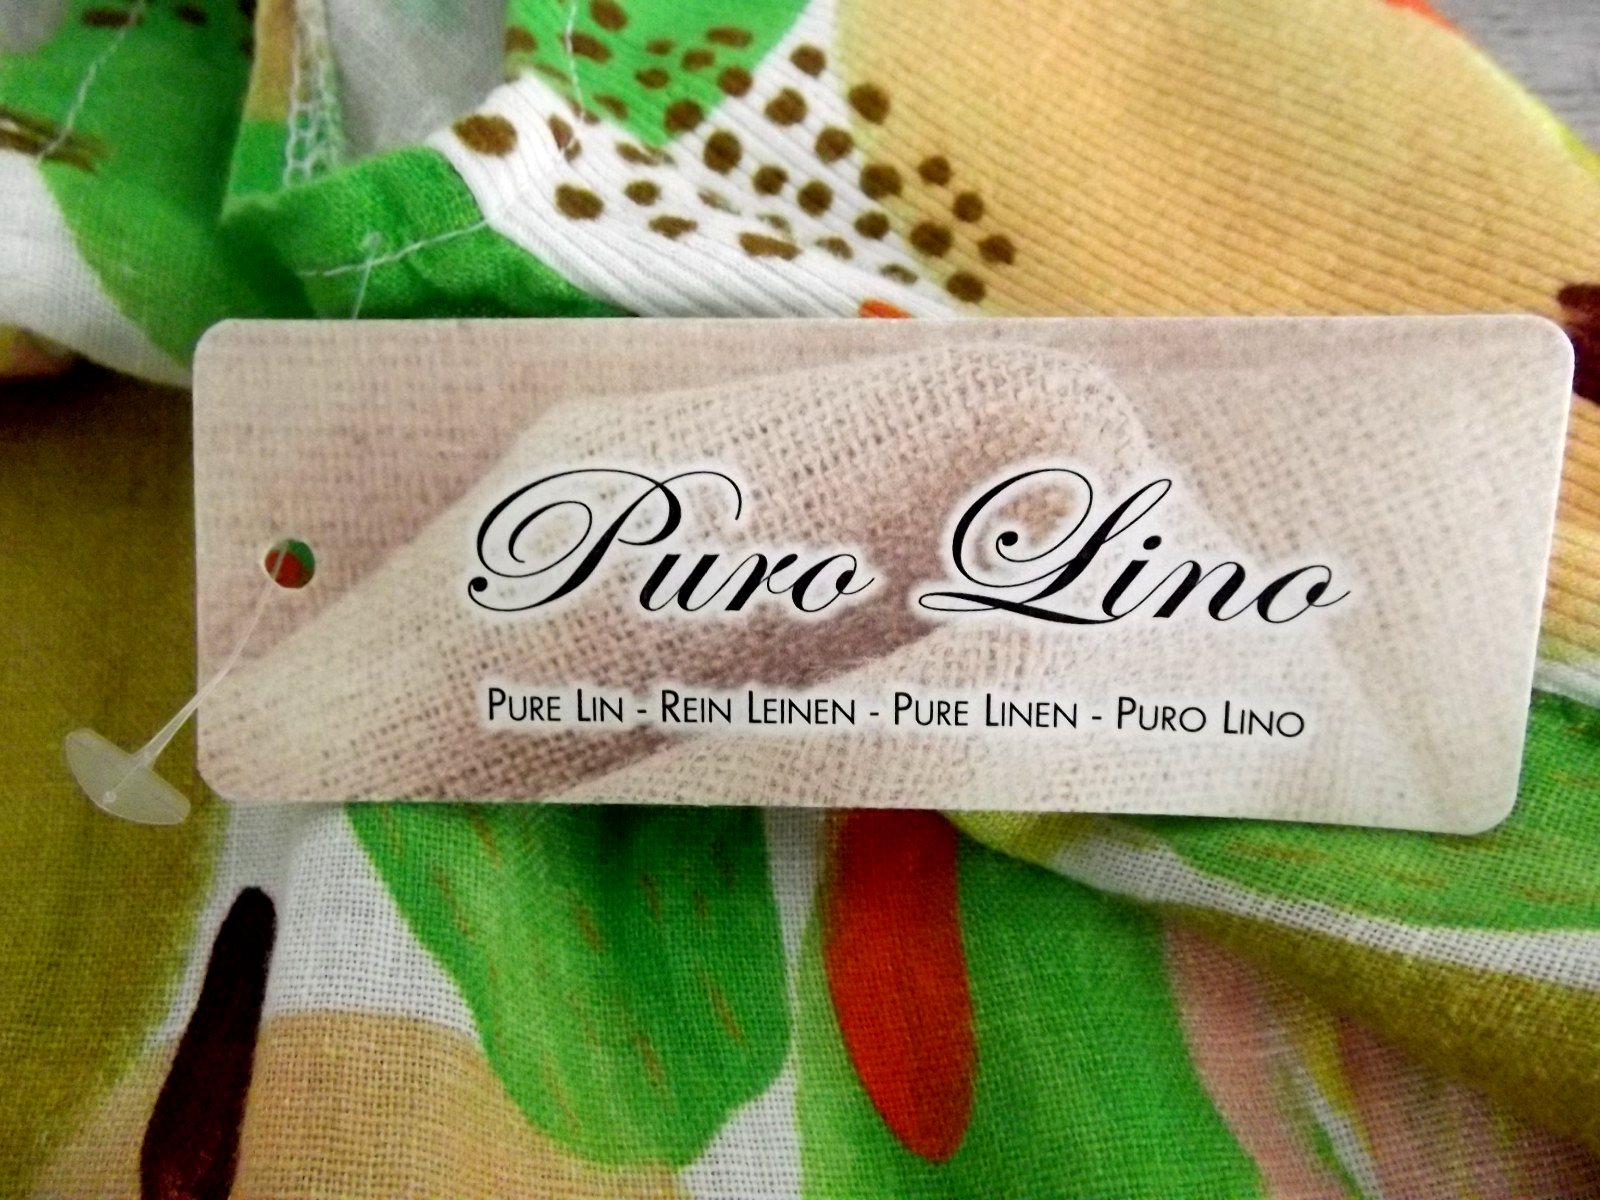 Puro Lino
PURE LIN - REIN LEINEN - PURE LINEN - PURO LINO